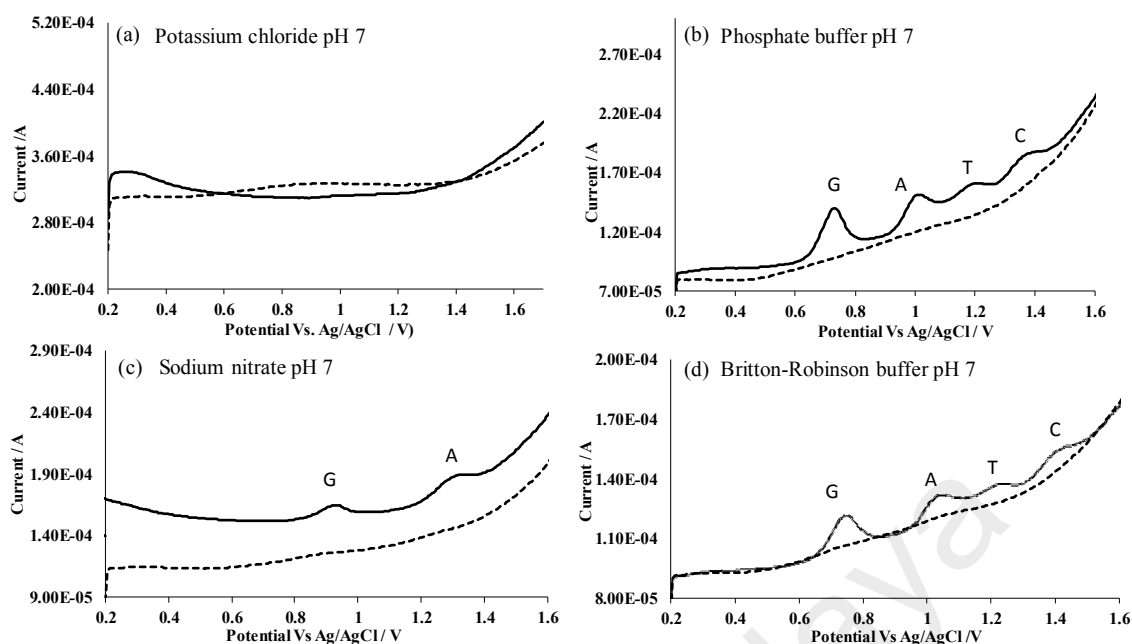 (a) Potassium chloride pH 7
5.20E-04
4.40E-04
3.60E-04
2.80E-04
2.00E-04
Current /A
0.2 0.4 0.6 0.8 1 1.2 1.4 1.6
Potential Vs. Ag/AgCl / V)
(b) Phosphate buffer pH 7
2.70E-04
2.20E-04
1.70E-04
1.20E-04
7.00E-05
Current / A
G A T C
0.2 0.4 0.6 0.8 1 1.2 1.4 1.6
Potential Vs Ag/AgCl / V
(c) Sodium nitrate pH 7
2.90E-04
2.40E-04
1.90E-04
1.40E-04
9.00E-05
Current / A
G A
0.2 0.4 0.6 0.8 1 1.2 1.4 1.6
Potential Vs Ag/AgCl / V
(d) Britton-Robinson buffer pH 7
2.00E-04
1.70E-04
1.40E-04
1.10E-04
8.00E-05
Current / A
G A T C
0.2 0.4 0.6 0.8 1 1.2 1.4 1.6
Potential Vs Ag/AgCl /V